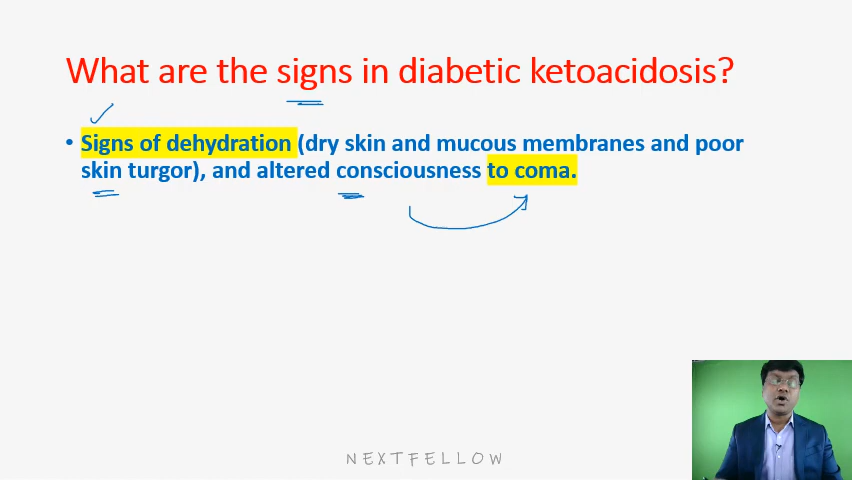 What are the signs in diabetic ketoacidosis?
• Signs of dehydration (dry skin and mucous membranes and poor
skin turgor), and altered consciousness to coma.
NEXTFELLOW